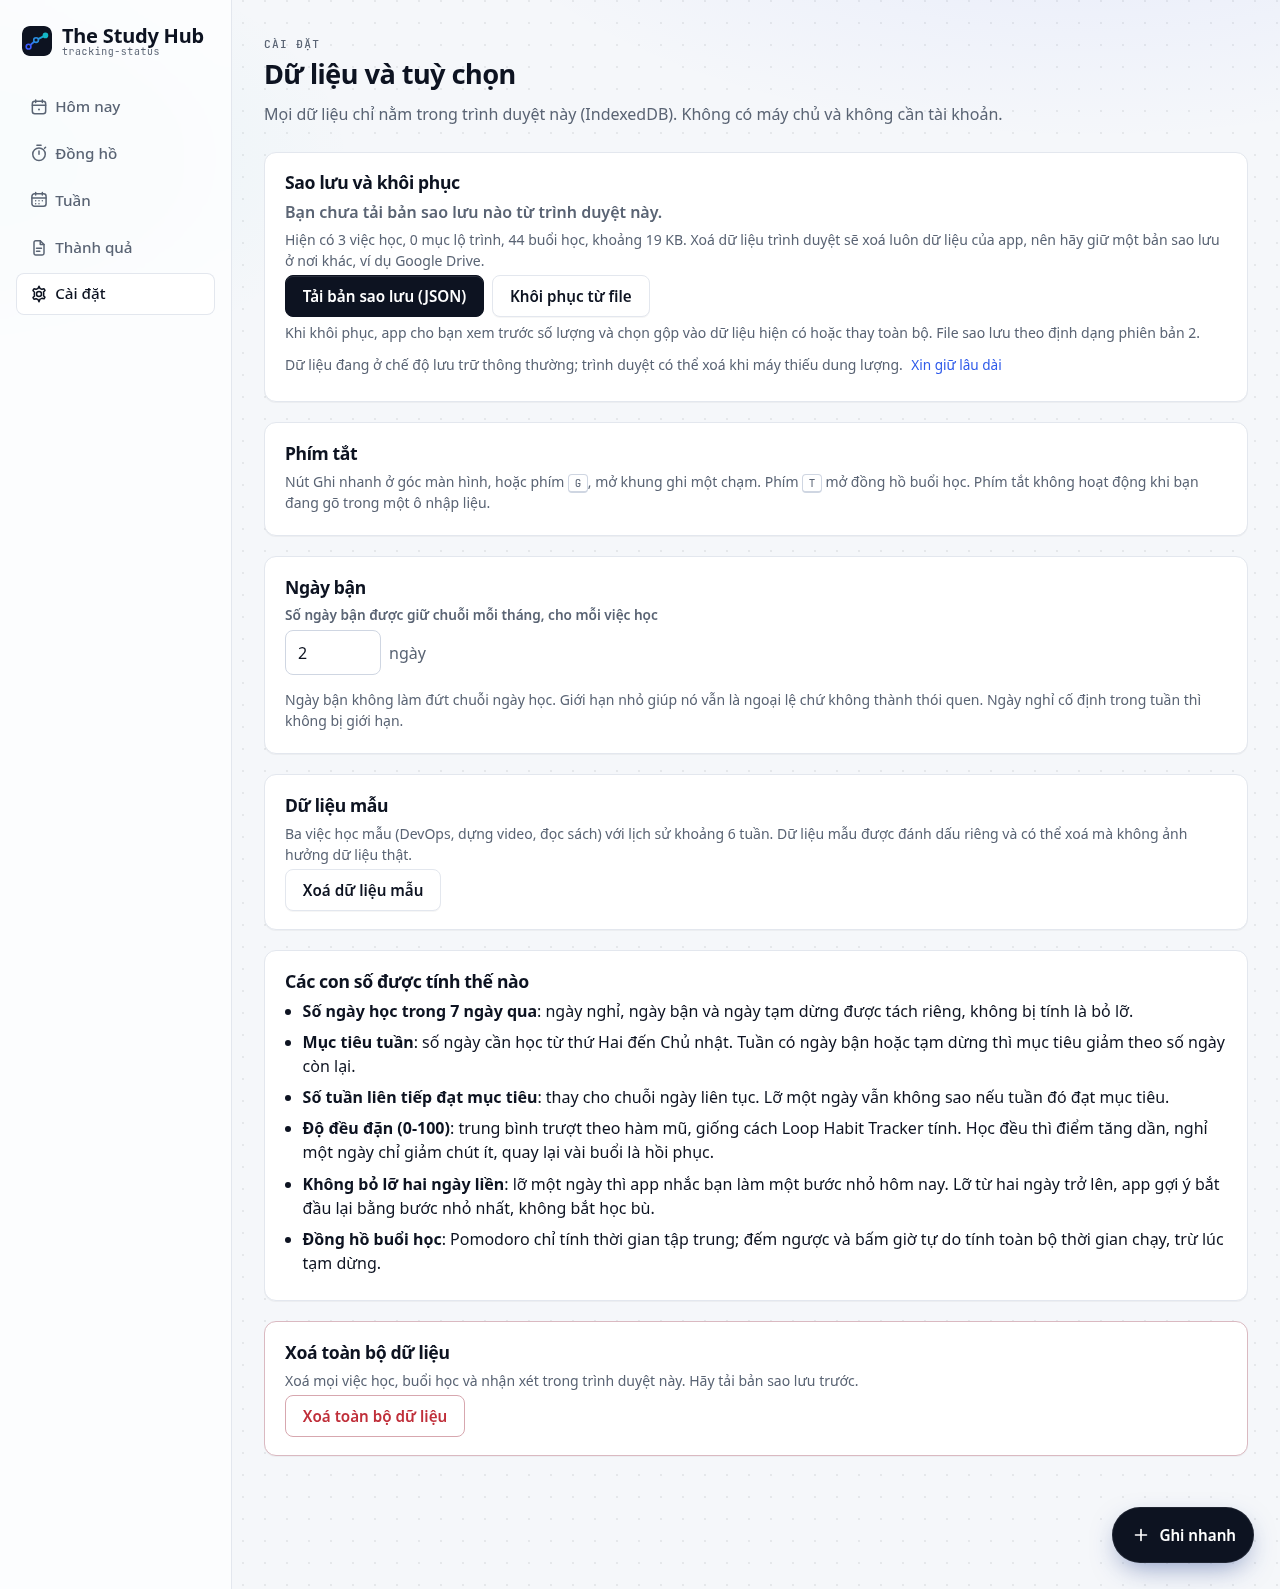 The Study Hub
tracking-status
Hôm nay
Đồng hồ
Tuần
Thành quả
Cài đặt
CÀI ĐẶT
Dữ liệu và tuỳ chọn
Mọi dữ liệu chỉ nằm trong trình duyệt này (IndexedDB). Không có máy chủ và không cần tài khoản.
Sao lưu và khôi phục
Bạn chưa tải bản sao lưu nào từ trình duyệt này.
Hiện có 3 việc học, 0 mục lộ trình, 44 buổi học, khoảng 19 KB. Xoá dữ liệu trình duyệt sẽ xoá luôn dữ liệu của app, nên hãy giữ một bản sao lưu
ở nơi khác, ví dụ Google Drive.
Tải bản sao lưu (JSON)
Khôi phục từ file
Khi khôi phục, app cho bạn xem trước số lượng và chọn gộp vào dữ liệu hiện có hoặc thay toàn bộ. File sao lưu theo định dạng phiên bản 2.
Dữ liệu đang ở chế độ lưu trữ thông thường; trình duyệt có thể xoá khi máy thiếu dung lượng. Xin giữ lâu dài
Phím tắt
Nút Ghi nhanh ở góc màn hình, hoặc phím G, mở khung ghi một chạm. Phím T mở đồng hồ buổi học. Phím tắt không hoạt động khi bạn
đang gõ trong một ô nhập liệu.
Ngày bận
Số ngày bận được giữ chuỗi mỗi tháng, cho mỗi việc học
2 ngày
Ngày bận không làm đứt chuỗi ngày học. Giới hạn nhỏ giúp nó vẫn là ngoại lệ chứ không thành thói quen. Ngày nghỉ cố định trong tuần thì
không bị giới hạn.
Dữ liệu mẫu
Ba việc học mẫu (DevOps, dựng video, đọc sách) với lịch sử khoảng 6 tuần. Dữ liệu mẫu được đánh dấu riêng và có thể xoá mà không ảnh
hưởng dữ liệu thật.
Xoá dữ liệu mẫu
Các con số được tính thế nào
Số ngày học trong 7 ngày qua: ngày nghỉ, ngày bận và ngày tạm dừng được tách riêng, không bị tính là bỏ lỡ.
Mục tiêu tuần: số ngày cần học từ thứ Hai đến Chủ nhật. Tuần có ngày bận hoặc tạm dừng thì mục tiêu giảm theo số ngày
còn lại.
Số tuần liên tiếp đạt mục tiêu: thay cho chuỗi ngày liên tục. Lỡ một ngày vẫn không sao nếu tuần đó đạt mục tiêu.
Độ đều đặn (0-100): trung bình trượt theo hàm mũ, giống cách Loop Habit Tracker tính. Học đều thì điểm tăng dần, nghỉ
một ngày chỉ giảm chút ít, quay lại vài buổi là hồi phục.
Không bỏ lỡ hai ngày liền: lỡ một ngày thì app nhắc bạn làm một bước nhỏ hôm nay. Lỡ từ hai ngày trở lên, app gợi ý bắt
đầu lại bằng bước nhỏ nhất, không bắt học bù.
Đồng hồ buổi học: Pomodoro chỉ tính thời gian tập trung; đếm ngược và bấm giờ tự do tính toàn bộ thời gian chạy, trừ lúc
tạm dừng.
Xoá toàn bộ dữ liệu
Xoá mọi việc học, buổi học và nhận xét trong trình duyệt này. Hãy tải bản sao lưu trước.
Xoá toàn bộ dữ liệu
Ghi nhanh